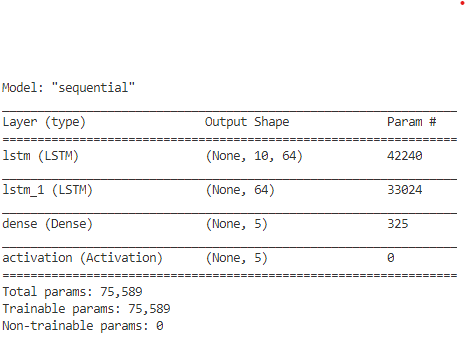 Model: "sequential"
Layer (type) Output Shape Param #
lstm (LSTM) (None, 10, 64) 42240
lstm_1 (LSTM) (None, 64) 33024
dense (Dense) (None, 5) 325
activation (Activation) (None, 5) 0
Total params: 75,589
Trainable params: 75,589
Non-trainable params: 0